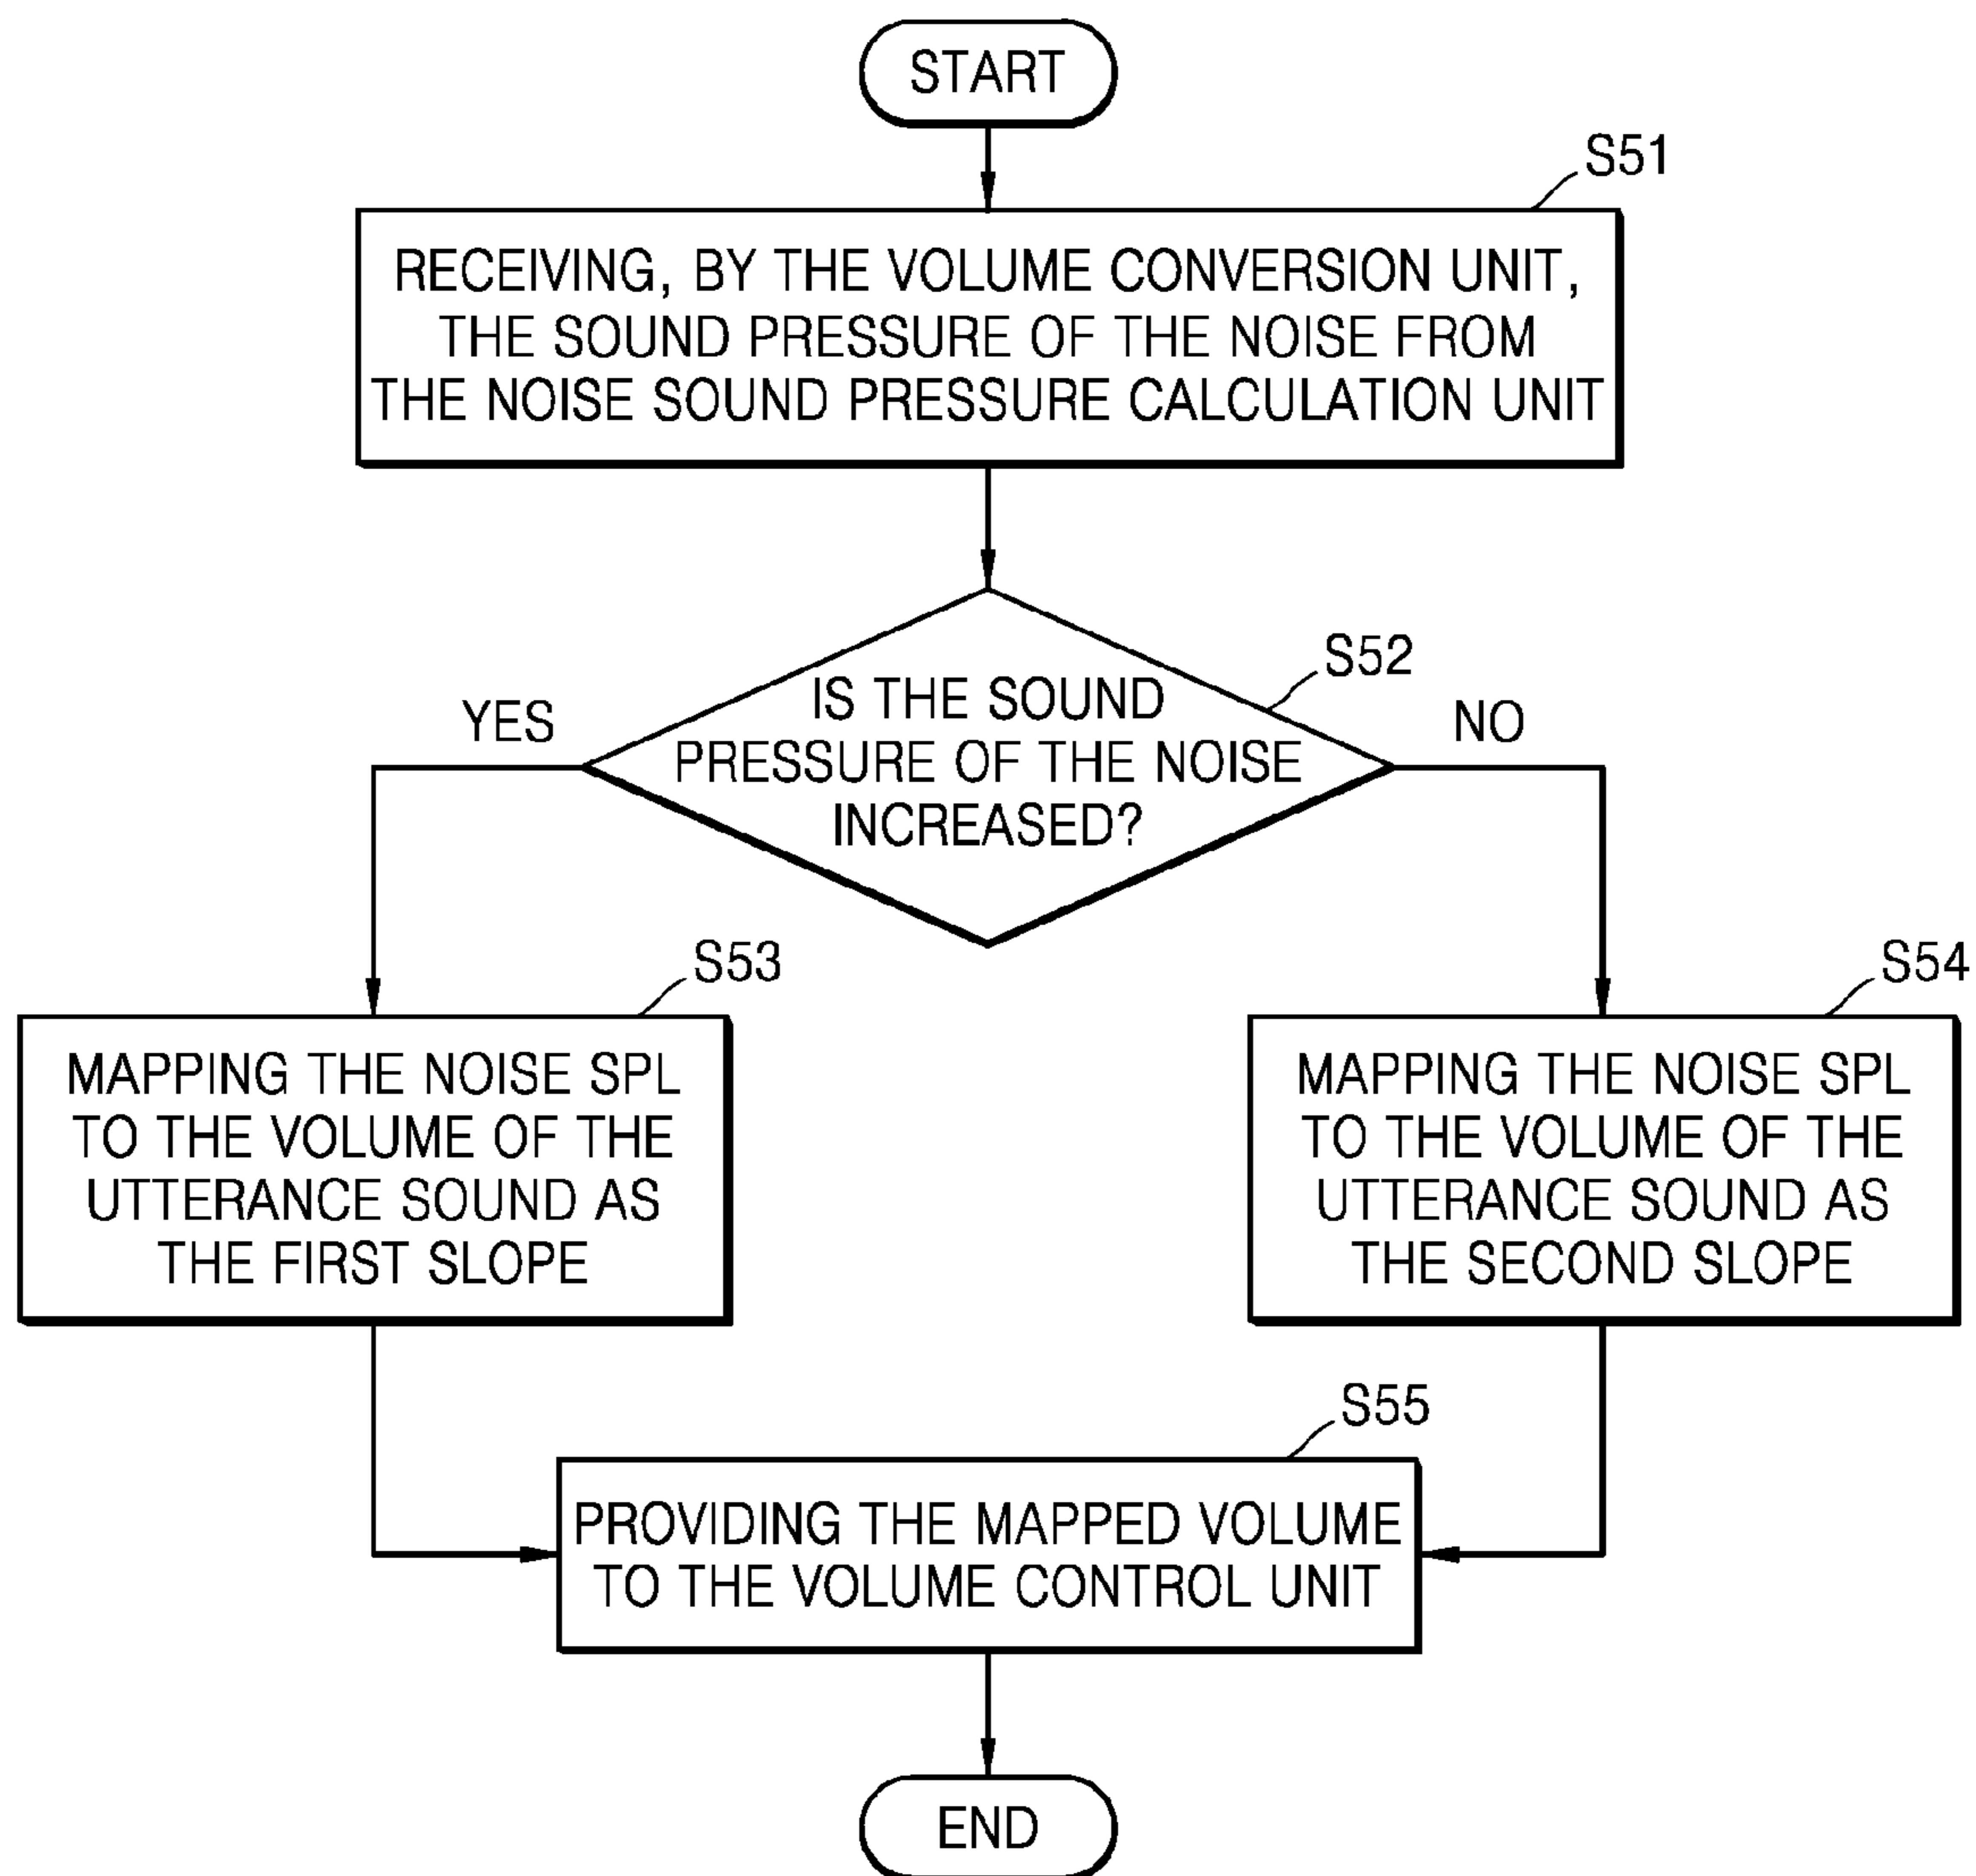 START
S51
RECEIVING, BY THE VOLUME CONVERSION UNIT,
THE SOUND PRESSURE OF THE NOISE FROM
THE NOISE SOUND PRESSURE CALCULATION UNIT
S52
IS THE SOUND
PRESSURE OF THE NOISE
INCREASED?
YES
NO
S53
MAPPING THE NOISE SPL
TO THE VOLUME OF THE
UTTERANCE SOUND AS
THE FIRST SLOPE
S54
MAPPING THE NOISE SPL
TO THE VOLUME OF THE
UTTERANCE SOUND AS
THE SECOND SLOPE
S55
PROVIDING THE MAPPED VOLUME
TO THE VOLUME CONTROL UNIT
END